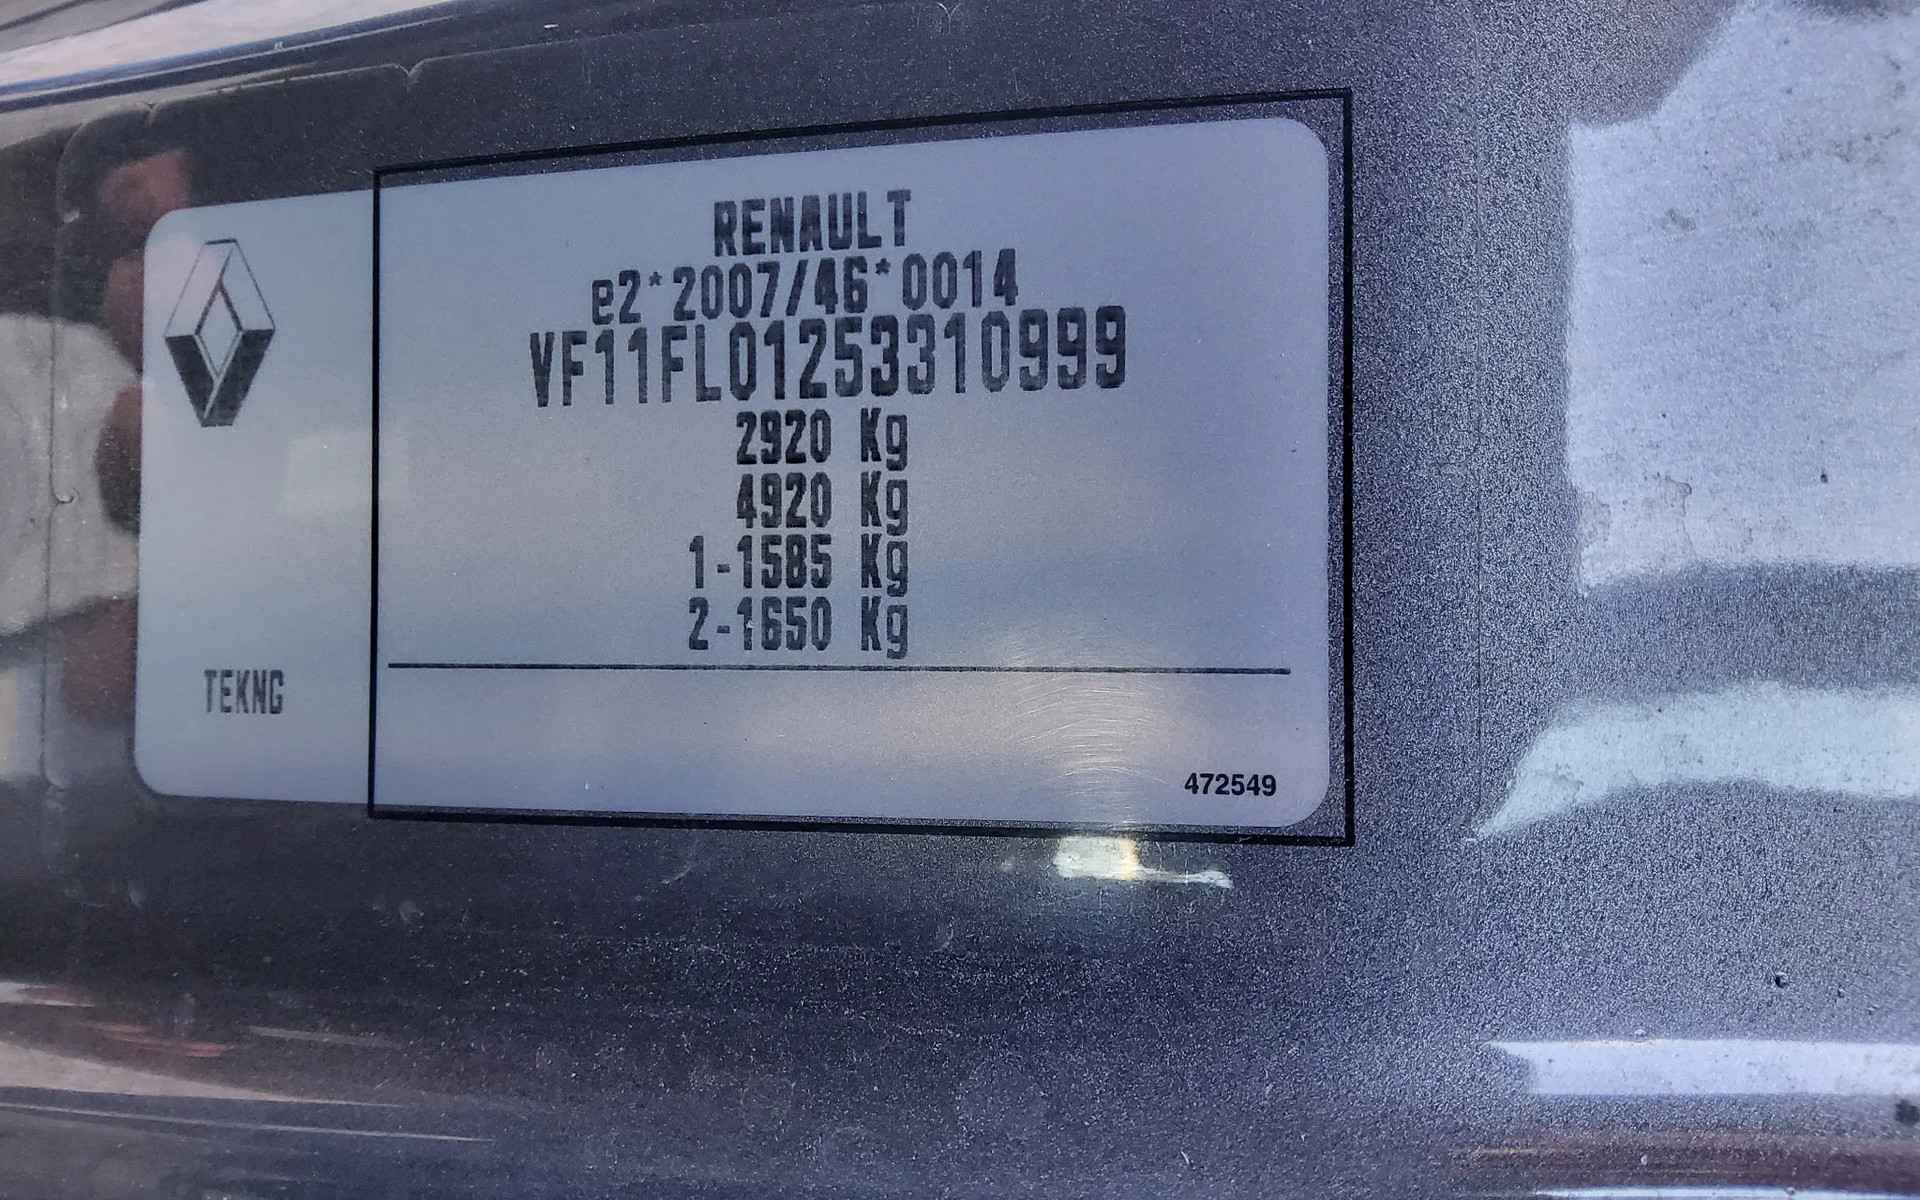 RENAULT
e2*2007/46*0014
VF11FL01253310999
2920 Kg
4920 Kg
1-1585 Kg
2-1650 Kg
TEKNG
472549